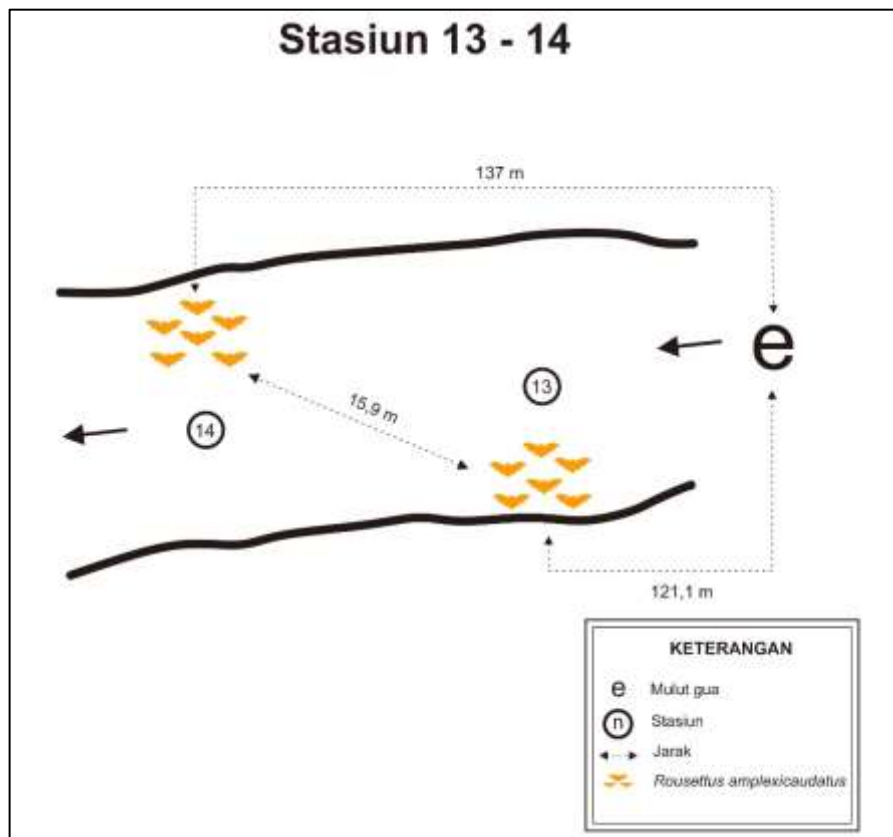 Stasiun 13 - 14
137 m
e
13
15,9 m
14
121,1 m
KETERANGAN
e Mulut gua
n Stasiun
Jarak
Rousettus amplexicaudatus